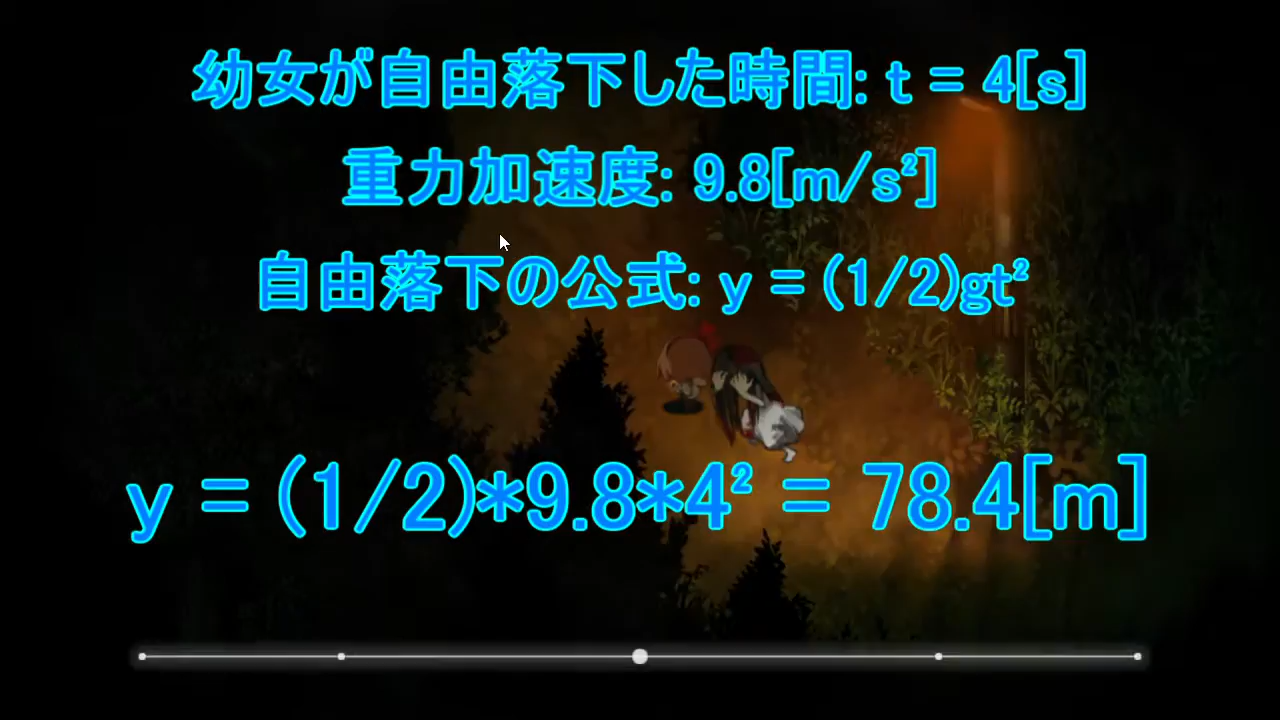 幼女が自由落下した時間: t = 4[s]
重力加速度: 9.8[m/s²]
自由落下の公式: y = (1/2)gt²
y = (1/2)*9.8*4² = 78.4[m]